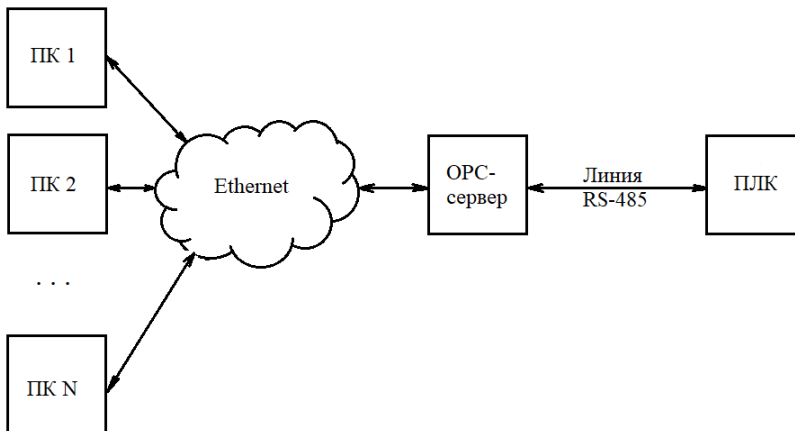 ПК 1
ПК 2
. . .
ПК N
Ethernet
OPC-
сервер
Линия
RS-485
ПЛК